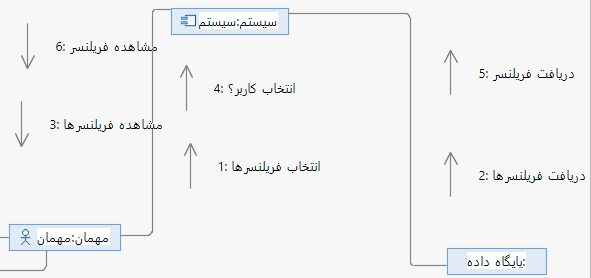 سیستم:سیستم
6: مشاهده فریلنسر
5: دریافت فریلنسر
4: انتخاب کاربر؟
3: مشاهده فریلنسرها
1: انتخاب فریلنسرها
2: دریافت فریلنسرها
مهمان:مهمان
پایگاه داده: